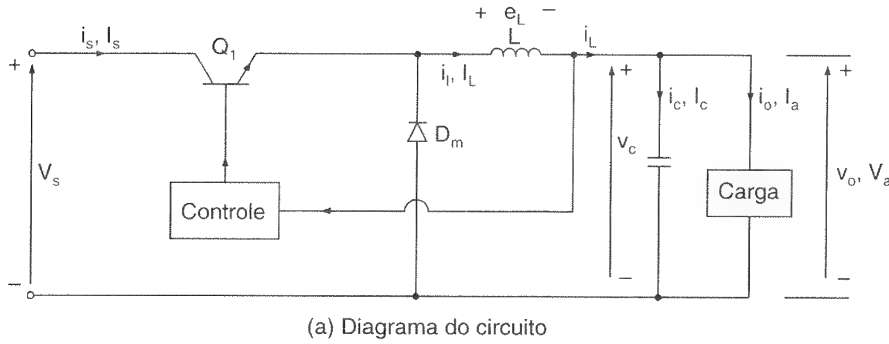 + e_L −
i_s, I_s Q_1 L i_L
+ i_l, I_L + +
i_c, I_c i_o, I_a
D_m
V_s v_c v_o, V_a
Controle Carga
− − −
(a) Diagrama do circuito